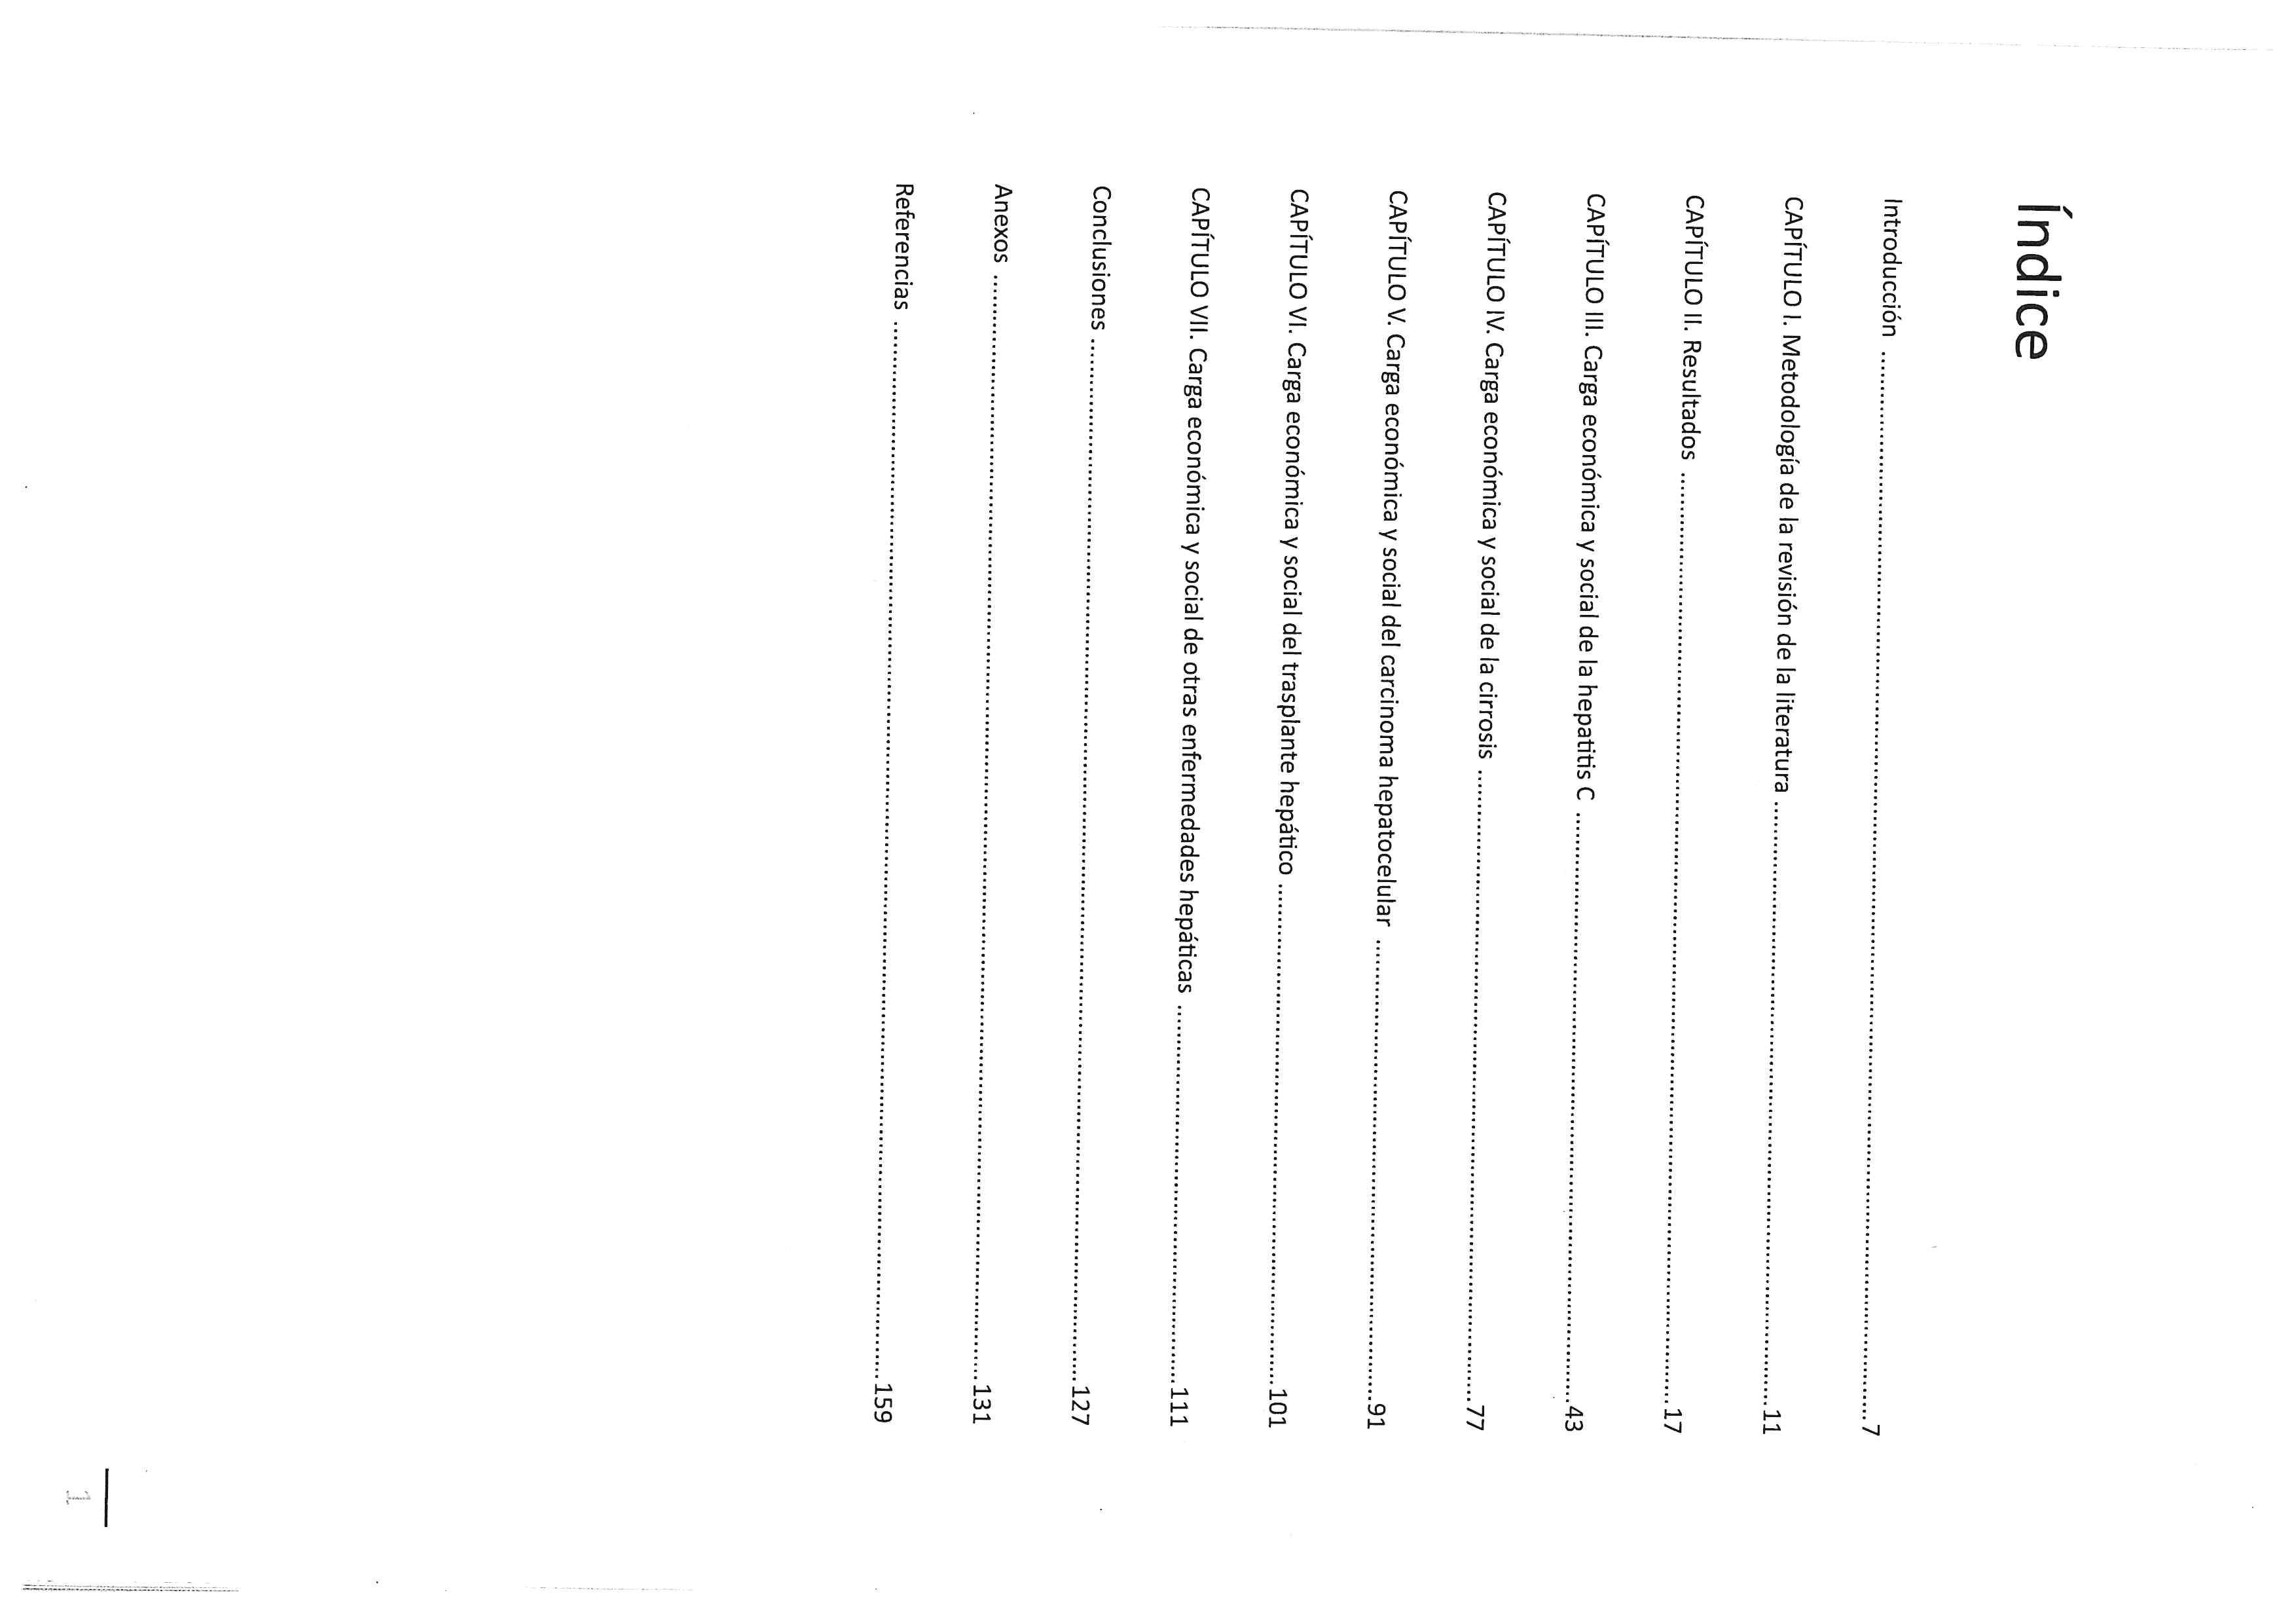 Índice
Introducción ........................................................................................................ 7
CAPÍTULO I. Metodología de la revisión de la literatura ........................................................ 11
CAPÍTULO II. Resultados ........................................................................................ 17
CAPÍTULO III. Carga económica y social de la hepatitis C ........................................................ 43
CAPÍTULO IV. Carga económica y social de la cirrosis ............................................................ 77
CAPÍTULO V. Carga económica y social del carcinoma hepatocelular ............................................ 91
CAPÍTULO VI. Carga económica y social del trasplante hepático ................................................ 101
CAPÍTULO VII. Carga económica y social de otras enfermedades hepáticas .................................... 111
Conclusiones ........................................................................................................ 127
Anexos ................................................................................................................ 131
Referencias ............................................................................................................ 159
1